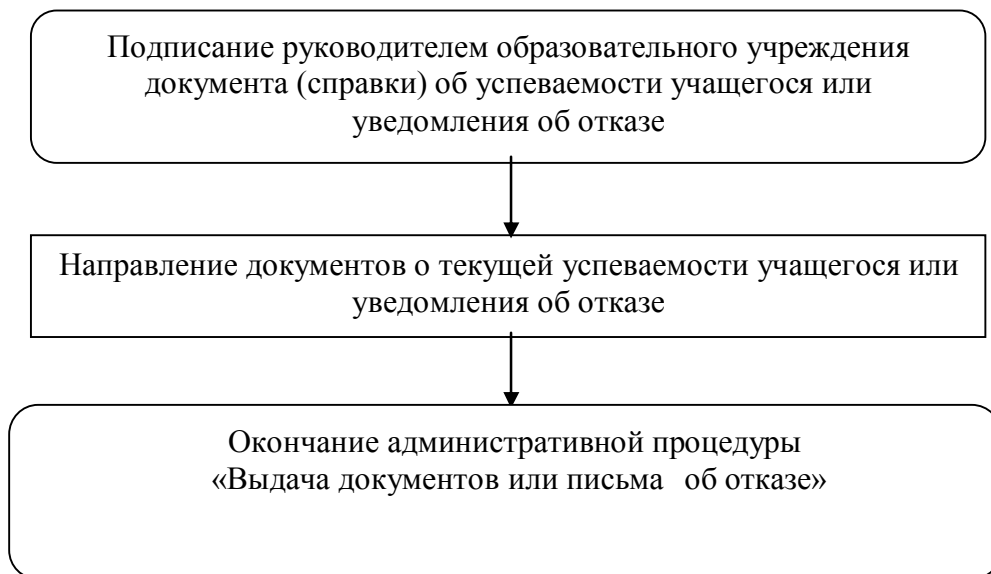 Подписание руководителем образовательного учреждения
документа (справки) об успеваемости учащегося или
уведомления об отказе
Направление документов о текущей успеваемости учащегося или
уведомления об отказе
Окончание административной процедуры
«Выдача документов или письма об отказе»